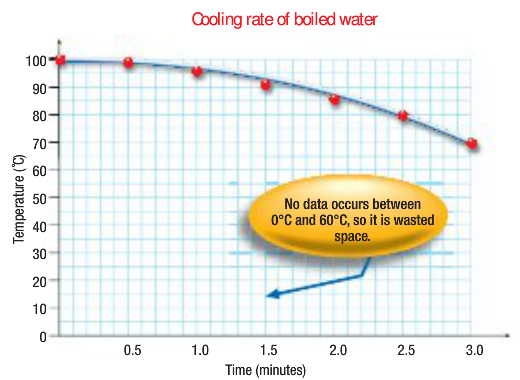 Cooling rate of boiled water
100
90
80
70
60
50
40
30
20
10
0
Temperature (°C)
No data occurs between
0°C and 60°C, so it is wasted
space.
0.5 1.0 1.5 2.0 2.5 3.0
Time (minutes)